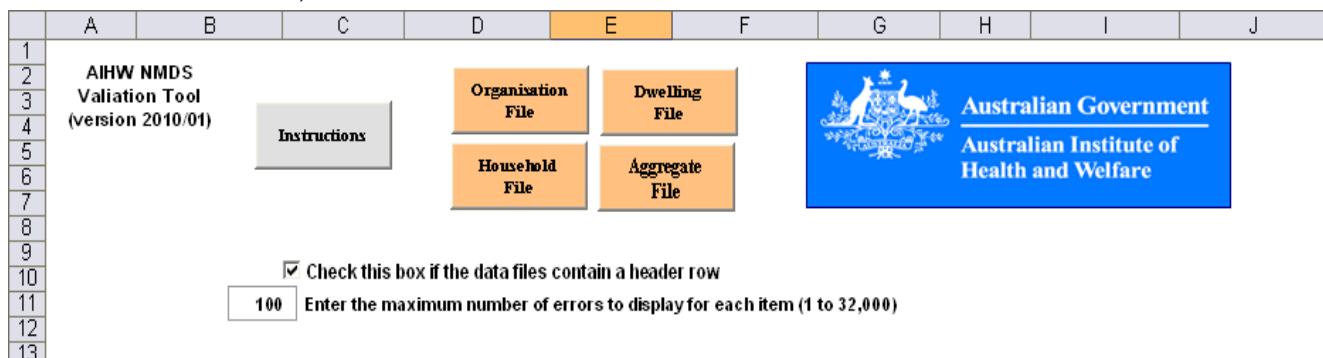 A B C D E F G H I J
1
2
3
4
5
6
7
8
9
10
11
12
13
AIHW NMDS
Valiation Tool
(version 2010/01)
Instructions
Organisation
File
Dwelling
File
Household
File
Aggregate
File
Australian Government
Australian Institute of
Health and Welfare
Check this box if the data files contain a header row
100 Enter the maximum number of errors to display for each item (1 to 32,000)